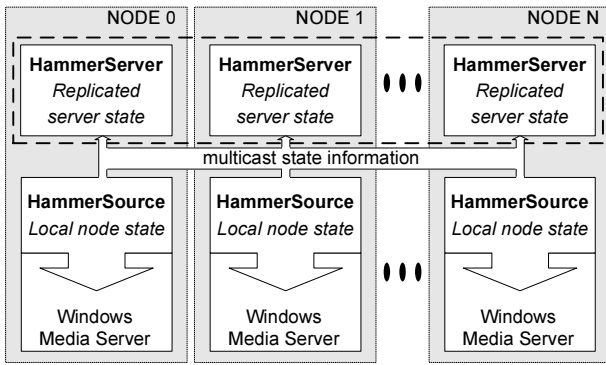 NODE 0 NODE 1 NODE N
HammerServer HammerServer HammerServer
Replicated Replicated Replicated
server state server state server state
multicast state information
HammerSource HammerSource HammerSource
Local node state Local node state Local node state
Windows Windows Windows
Media Server Media Server Media Server